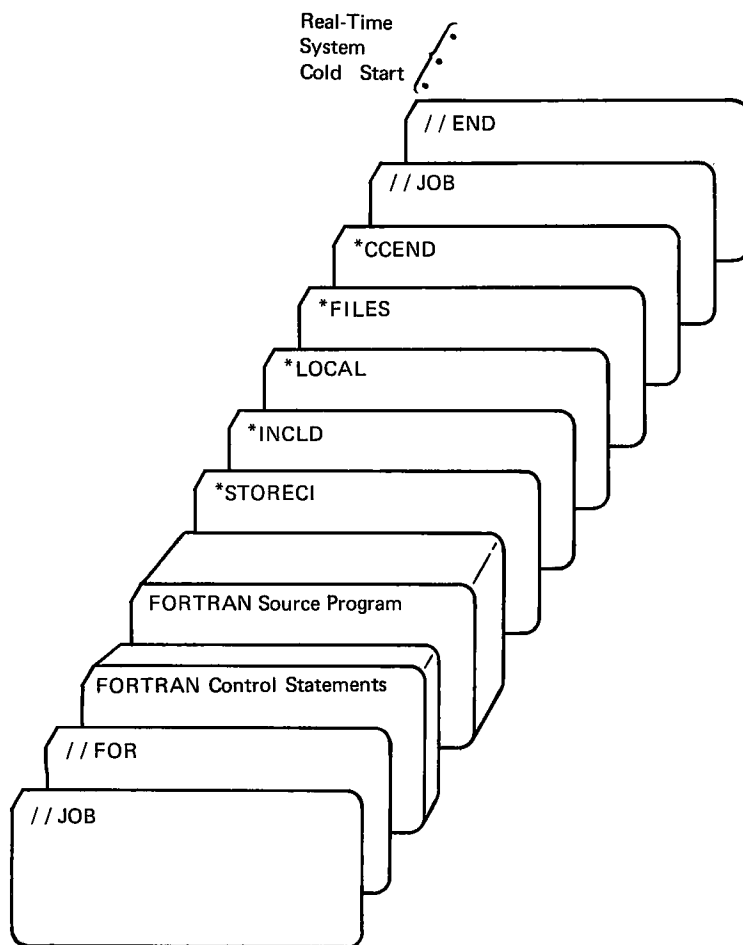 Real-Time
System
Cold Start
// END
// JOB
*CCEND
*FILES
*LOCAL
*INCLD
*STORECI
FORTRAN Source Program
FORTRAN Control Statements
// FOR
// JOB